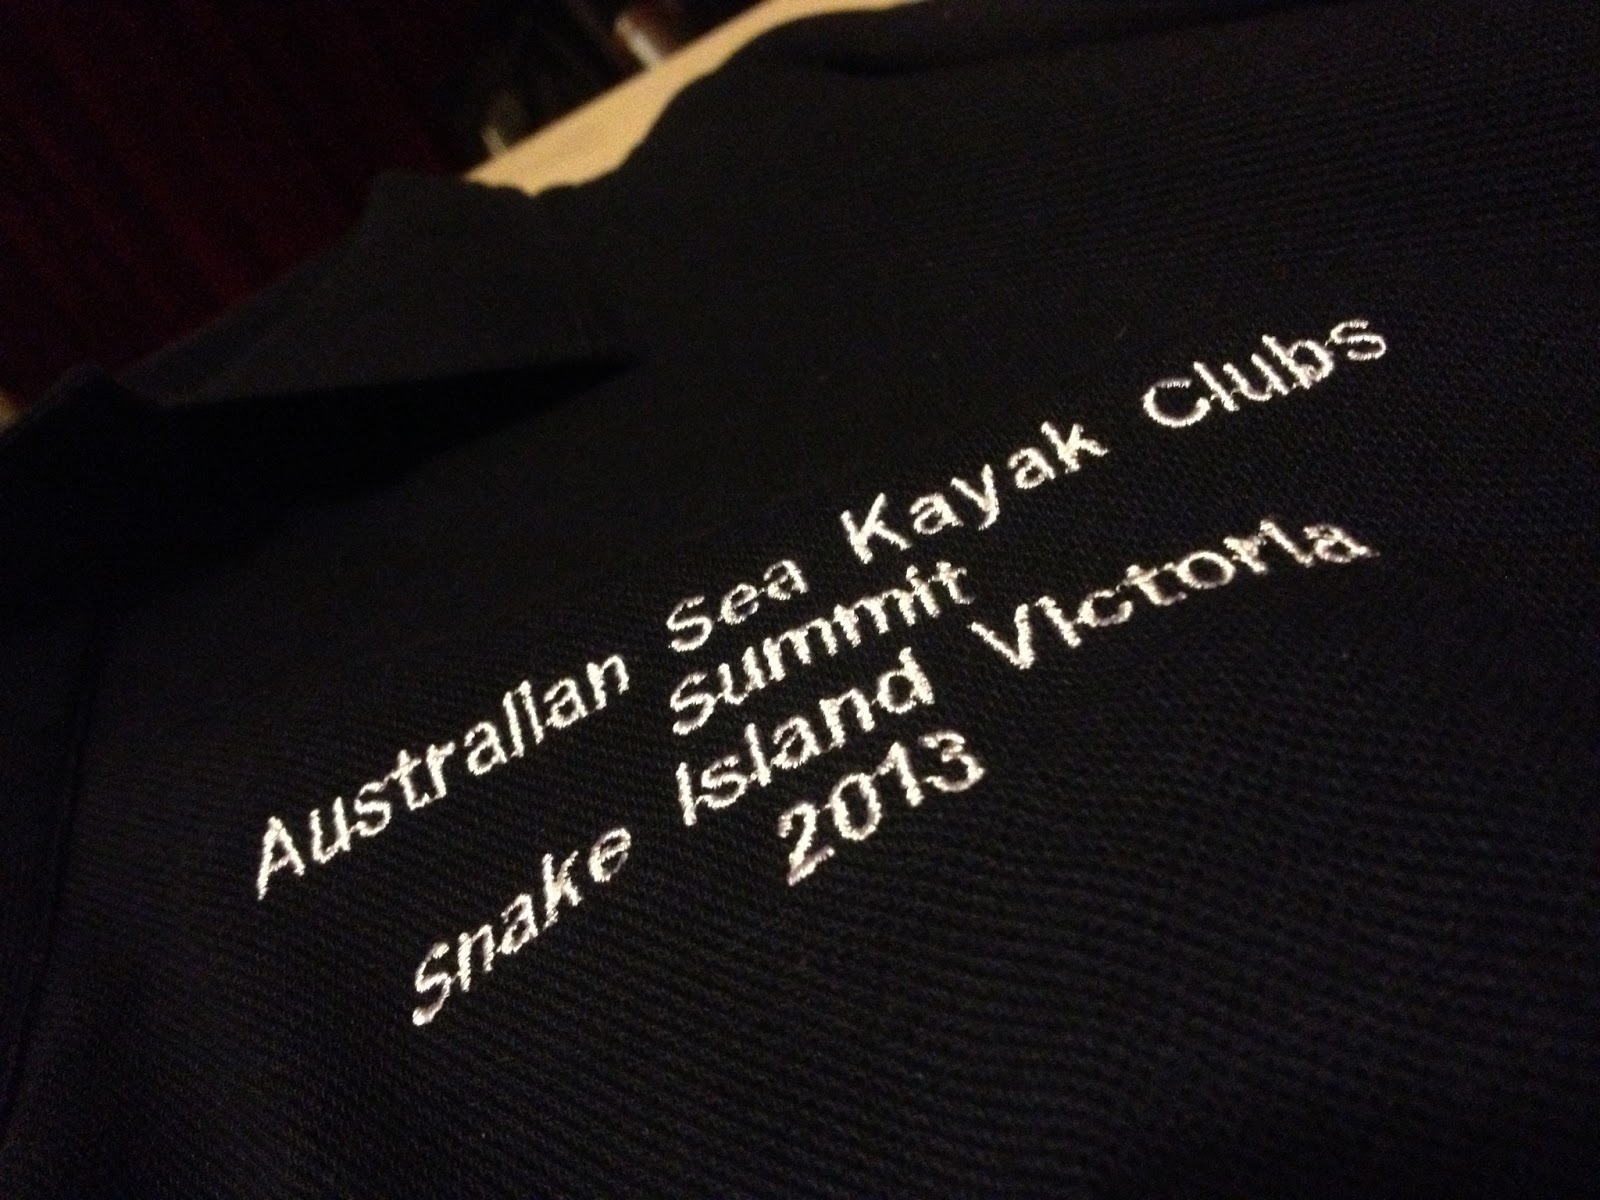 Australian Sea Kayak Clubs
Summit
Snake Island Victoria
2013